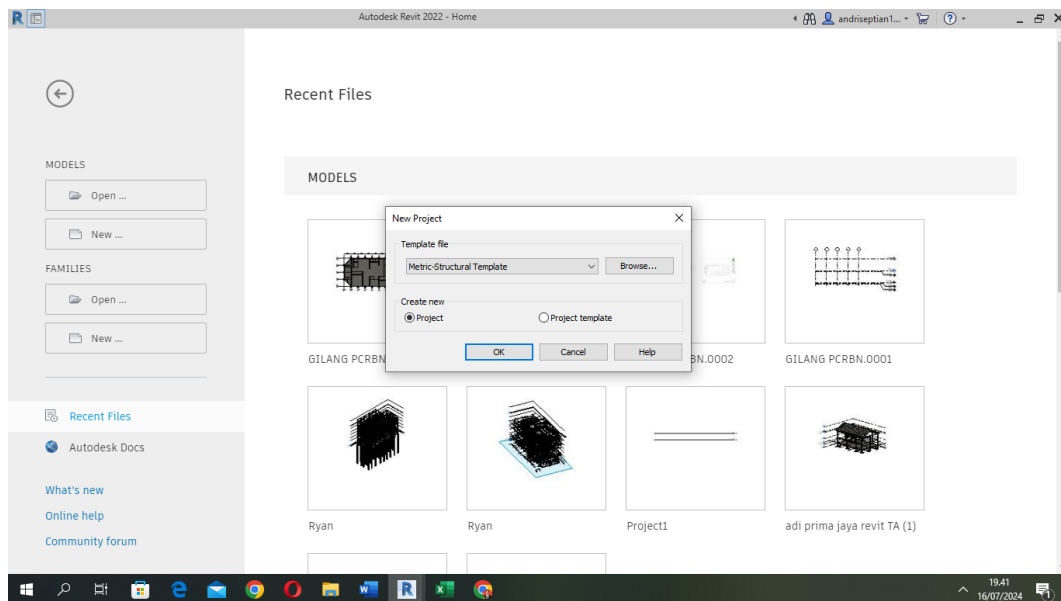 Autodesk Revit 2022 - Home
andriseptian1...
Recent Files
MODELS
Open ...
New ...
FAMILIES
Open ...
New ...
Recent Files
Autodesk Docs
What's new
Online help
Community forum
MODELS
New Project
Template file
Metric-Structural Template
Browse...
Create new
Project
Project template
OK
Cancel
Help
GILANG PCRBN
BN.0002
GILANG PCRBN.0001
Ryan
Ryan
Project1
adi prima jaya revit TA (1)
19.41
16/07/2024